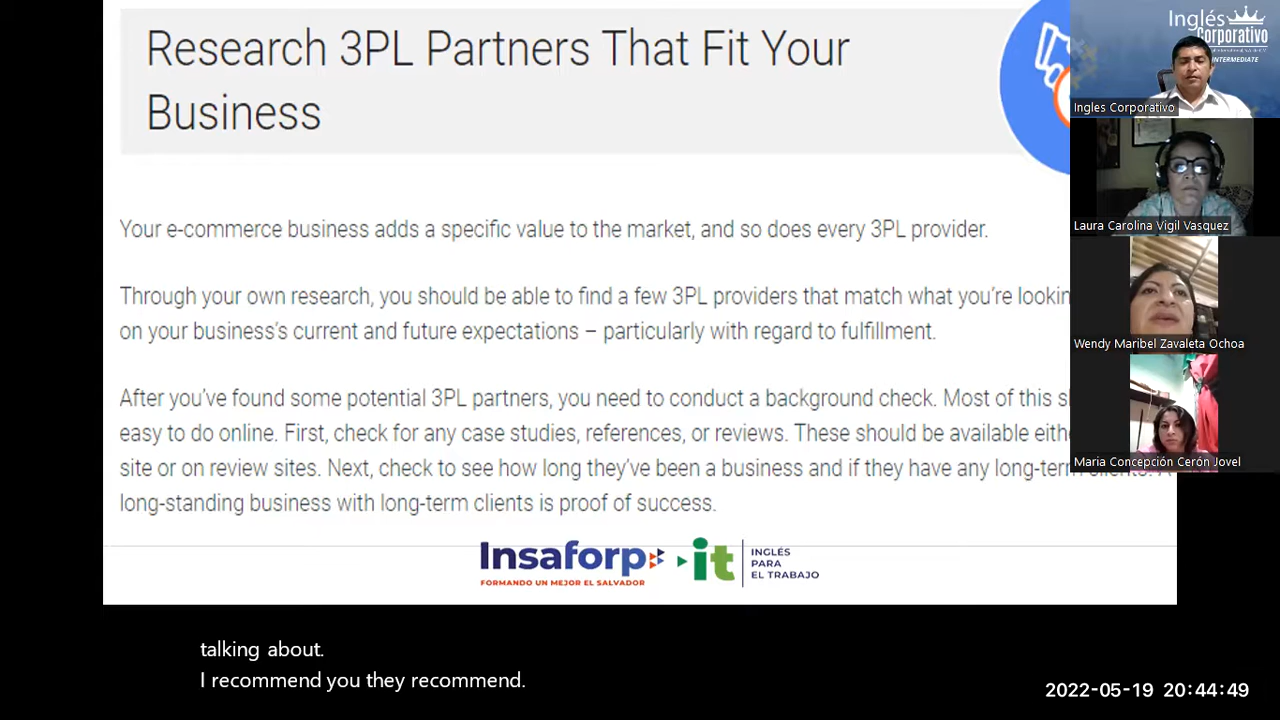 Research 3PL Partners That Fit Your
Business
Your e-commerce business adds a specific value to the market, and so does every 3PL provider.
Through your own research, you should be able to find a few 3PL providers that match what you're
on your business's current and future expectations – particularly with regard to fulfillment.
After you've found some potential 3PL partners, you need to conduct a background check. Most of this
easy to do online. First, check for any case studies, references, or reviews. These should be available
site or on review sites. Next, check to see how long they've been a business and if they have any long-term clients. A
long-standing business with long-term clients is proof of success.
Insaforp
FORMANDO UN MEJOR EL SALVADOR
it
INGLÉS
PARA
EL TRABAJO
Inglés
Corporativo
INTERMEDIATE
Ingles Corporativo
Laura Carolina Vigil Vasquez
Wendy Maribel Zavaleta Ochoa
Maria Concepción Cerón Jovel
talking about.
I recommend you they recommend.
2022-05-19 20:44:49